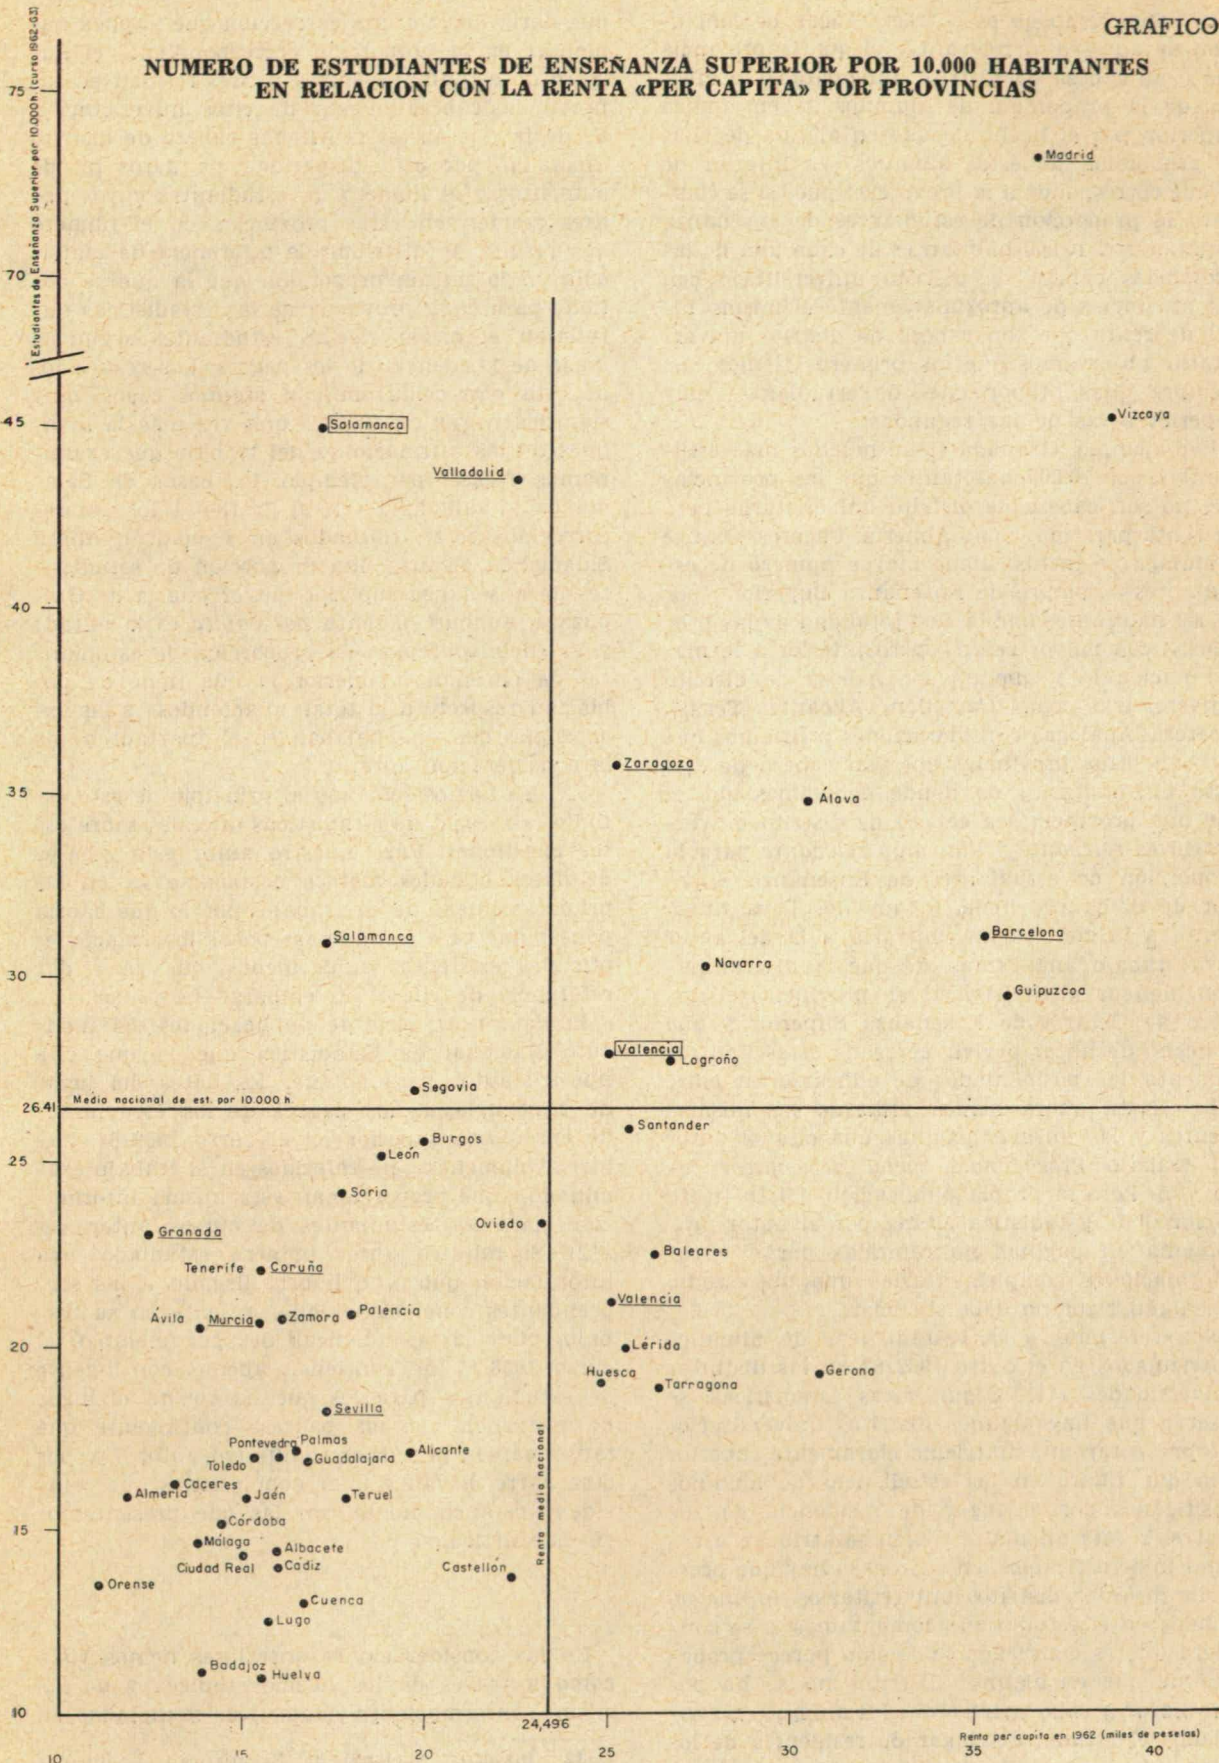 GRAFICO
NUMERO DE ESTUDIANTES DE ENSEÑANZA SUPERIOR POR 10.000 HABITANTES
EN RELACION CON LA RENTA «PER CAPITA» POR PROVINCIAS
Estudiantes de Enseñanza Superior por 10.000h (curso 1962-63)
75
Madrid
70
45
Salamanca
Vizcaya
Valladolid
40
Zaragoza
35
Álava
Salamanca
Barcelona
30
Navarra
Guipuzcoa
Valencia
Logroño
Segovia
Media nacional de est. por 10.000 h.
26.41
Santander
Burgos
León
25
Soria
Oviedo
Granada
Baleares
Tenerife
Coruña
Valencia
Ávila
Murcia
Zamora
Palencia
20
Lérida
Huesca
Gerona
Tarragona
Sevilla
Pontevedra
Palmas
Alicante
Toledo
Guadalajara
Caceres
Almería
Jaén
Teruel
15
Córdoba
Málaga
Albacete
Ciudad Real
Cádiz
Castellón
Renta media nacional
Orense
Cuenca
Lugo
Badajoz
Huelva
10
24,496
Renta per capita en 1962 (miles de pesetas)
10
15
20
25
30
35
40